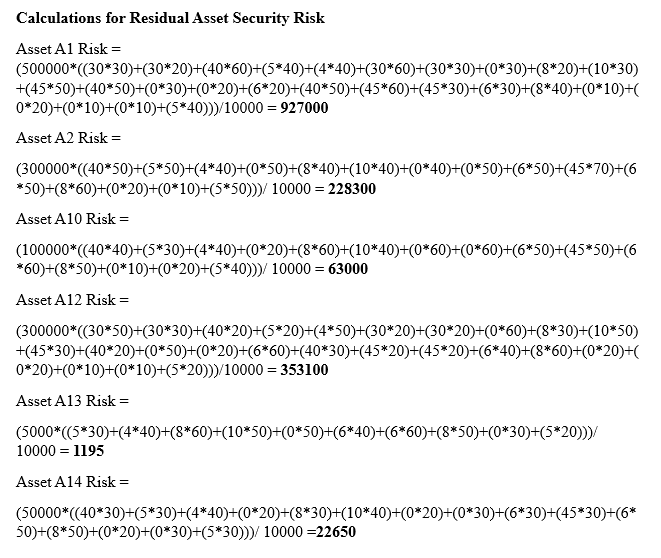 Calculations for Residual Asset Security Risk
Asset A1 Risk =
(500000*((30*30)+(30*20)+(40*60)+(5*40)+(4*40)+(30*60)+(30*30)+(0*30)+(8*20)+(10*30)
+(45*50)+(40*50)+(0*30)+(0*20)+(6*20)+(40*50)+(45*60)+(45*30)+(6*30)+(8*40)+(0*10)+(
0*20)+(0*10)+(0*10)+(5*40)))/10000 = 927000
Asset A2 Risk =
(300000*((40*50)+(5*50)+(4*40)+(0*50)+(8*40)+(10*40)+(0*40)+(0*50)+(6*50)+(45*70)+(6
*50)+(8*60)+(0*20)+(0*10)+(5*50)))/ 10000 = 228300
Asset A10 Risk =
(100000*((40*40)+(5*30)+(4*40)+(0*20)+(8*60)+(10*40)+(0*60)+(0*60)+(6*50)+(45*50)+(6
*60)+(8*50)+(0*10)+(0*20)+(5*40)))/ 10000 = 63000
Asset A12 Risk =
(300000*((30*50)+(30*30)+(40*20)+(5*20)+(4*50)+(30*20)+(30*20)+(0*60)+(8*30)+(10*50)
+(45*30)+(40*20)+(0*50)+(0*20)+(6*60)+(40*30)+(45*20)+(45*20)+(6*40)+(8*60)+(0*20)+(
0*20)+(0*10)+(0*10)+(5*20)))/10000 = 353100
Asset A13 Risk =
(5000*((5*30)+(4*40)+(8*60)+(10*50)+(0*50)+(6*40)+(6*60)+(8*50)+(0*30)+(5*20)))/
10000 = 1195
Asset A14 Risk =
(50000*((40*30)+(5*30)+(4*40)+(0*20)+(8*30)+(10*40)+(0*20)+(0*30)+(6*30)+(45*30)+(6*
50)+(8*50)+(0*20)+(0*30)+(5*30)))/ 10000 =22650